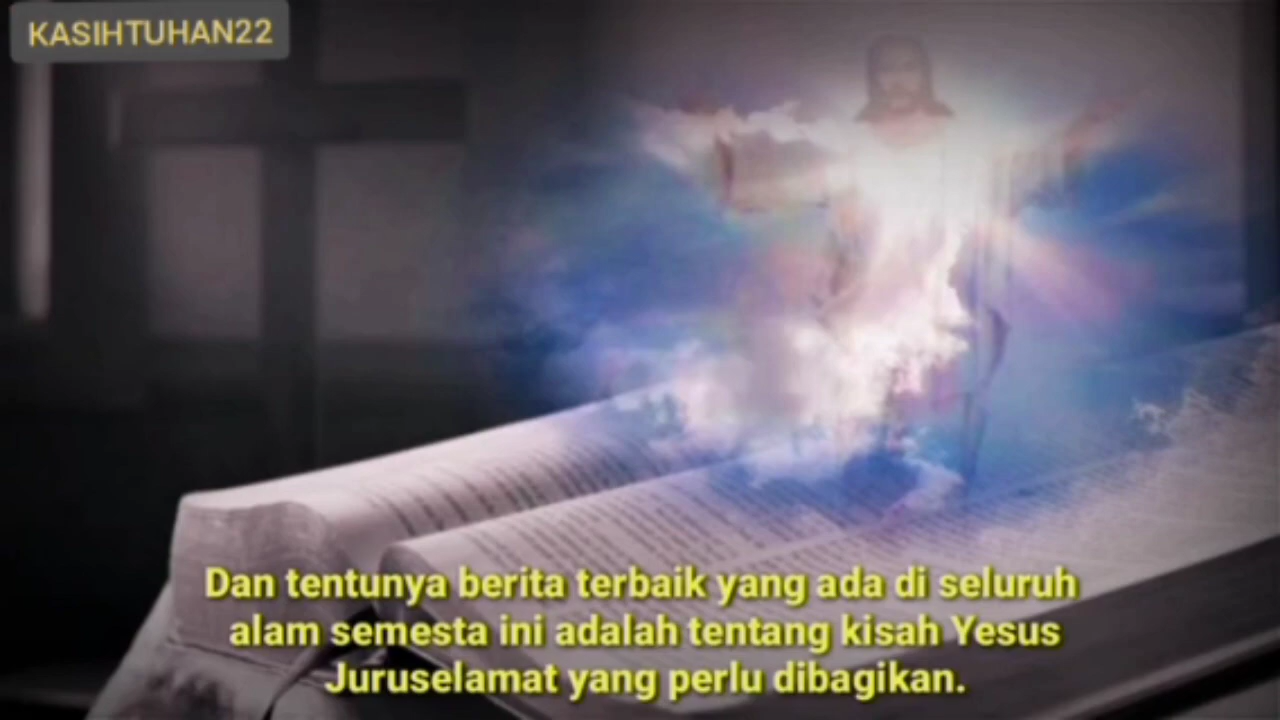 KASIHTUHAN22
Dan tentunya berita terbaik yang ada di seluruh
alam semesta ini adalah tentang kisah Yesus
Juruselamat yang perlu dibagikan.